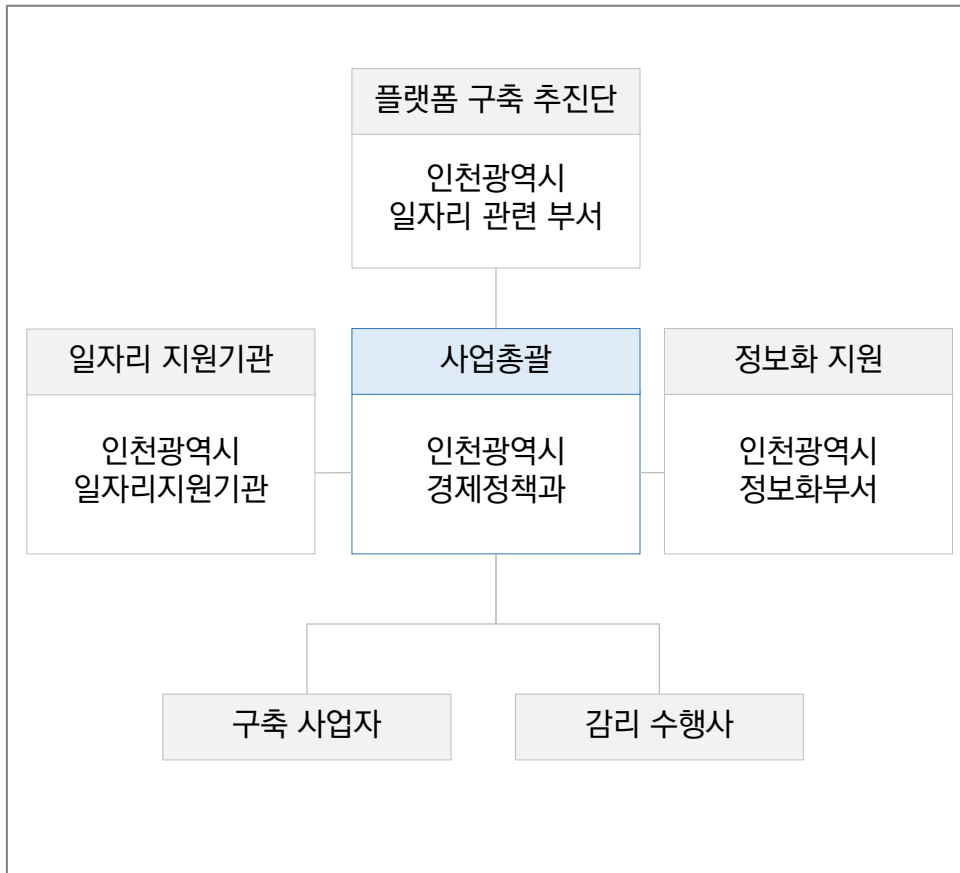 플랫폼 구축 추진단
인천광역시
일자리 관련 부서
일자리 지원기관
인천광역시
일자리지원기관
사업총괄
인천광역시
경제정책과
정보화 지원
인천광역시
정보화부서
구축 사업자
감리 수행사